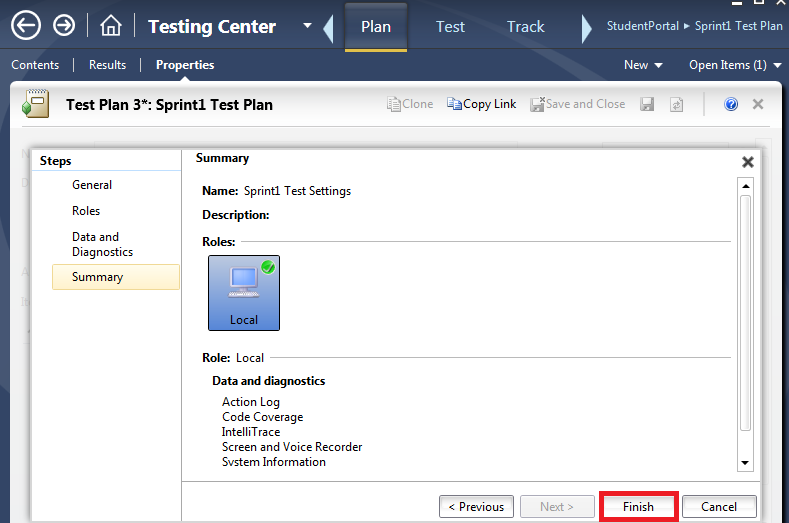 Testing Center
Plan
Test
Track
StudentPortal ▸ Sprint1 Test Plan
Contents
Results
Properties
New
Open Items (1)
Test Plan 3*: Sprint1 Test Plan
Clone
Copy Link
Save and Close
Steps
General
Roles
Data and
Diagnostics
Summary
Summary
Name: Sprint1 Test Settings
Description:
Roles:
Local
Role: Local
Data and diagnostics
Action Log
Code Coverage
IntelliTrace
Screen and Voice Recorder
System Information
< Previous
Next >
Finish
Cancel